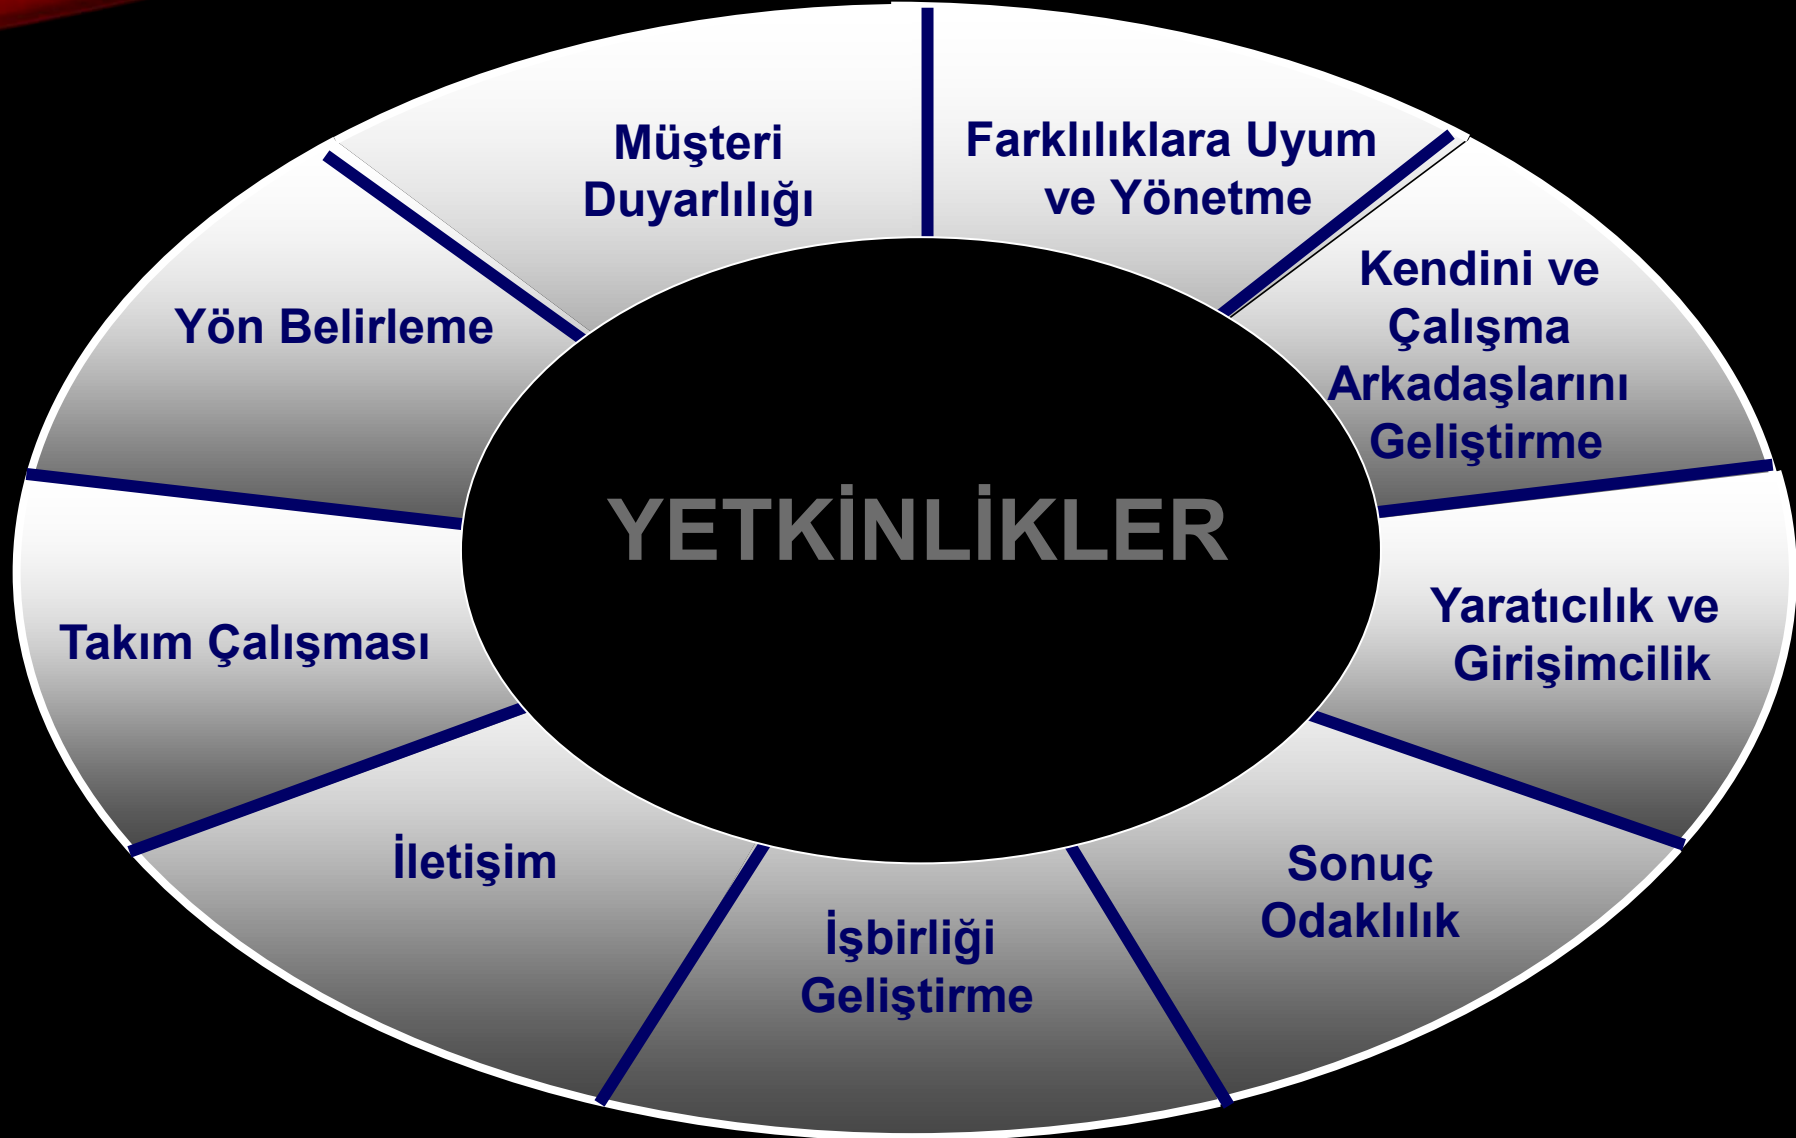 Müşteri
Duyarlılığı
Farklılıklara Uyum
ve Yönetme
Kendini ve
Çalışma
Arkadaşlarını
Geliştirme
Yön Belirleme
YETKİNLİKLER
Yaratıcılık ve
Girişimcilik
Takım Çalışması
İletişim
Sonuç
Odaklılık
İşbirliği
Geliştirme